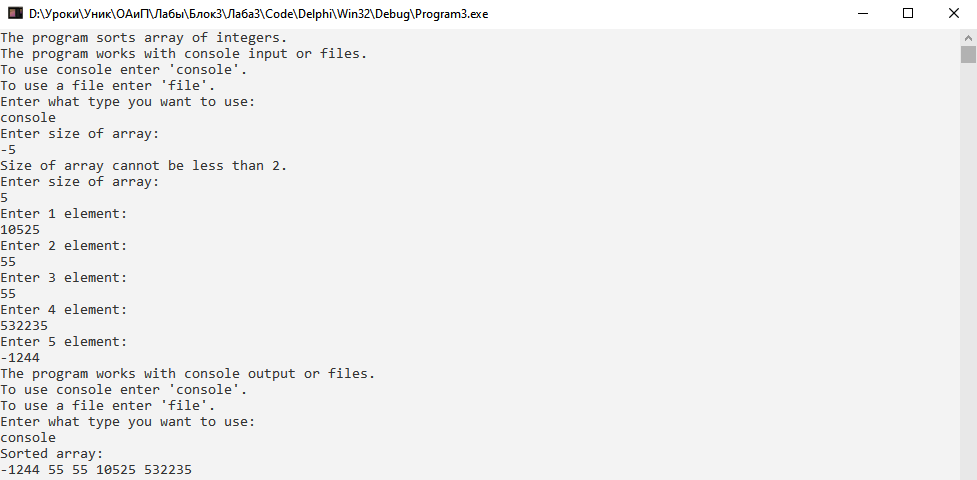 D:\Уроки\Уник\ОАиП\Лабы\Блок3\Лаба3\Code\Delphi\Win32\Debug\Program3.exe
The program sorts array of integers.
The program works with console input or files.
To use console enter 'console'.
To use a file enter 'file'.
Enter what type you want to use:
console
Enter size of array:
-5
Size of array cannot be less than 2.
Enter size of array:
5
Enter 1 element:
10525
Enter 2 element:
55
Enter 3 element:
55
Enter 4 element:
532235
Enter 5 element:
-1244
The program works with console output or files.
To use console enter 'console'.
To use a file enter 'file'.
Enter what type you want to use:
console
Sorted array:
-1244 55 55 10525 532235